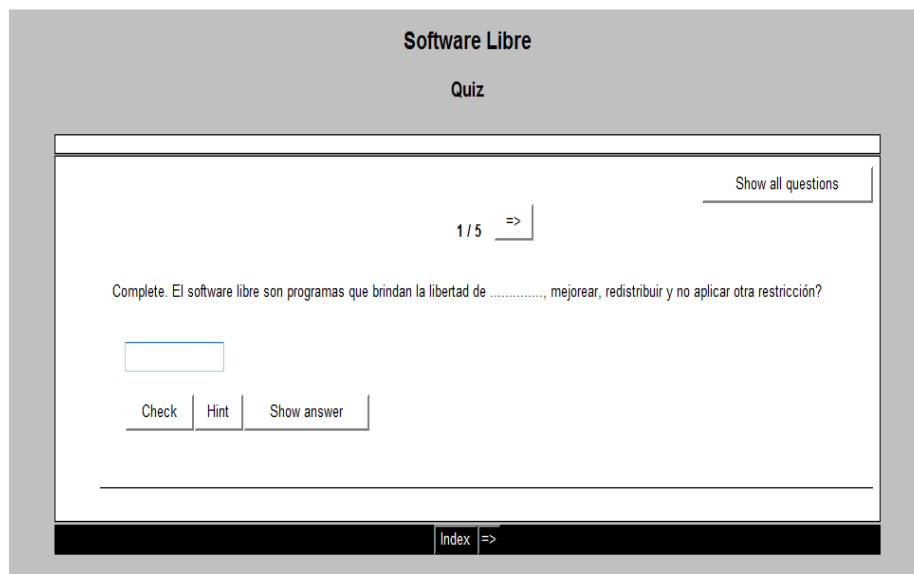 Software Libre
Quiz
Show all questions
1 / 5 =>
Complete. El software libre son programas que brindan la libertad de .............., mejorear, redistribuir y no aplicar otra restricción?
Check Hint Show answer
Index =>